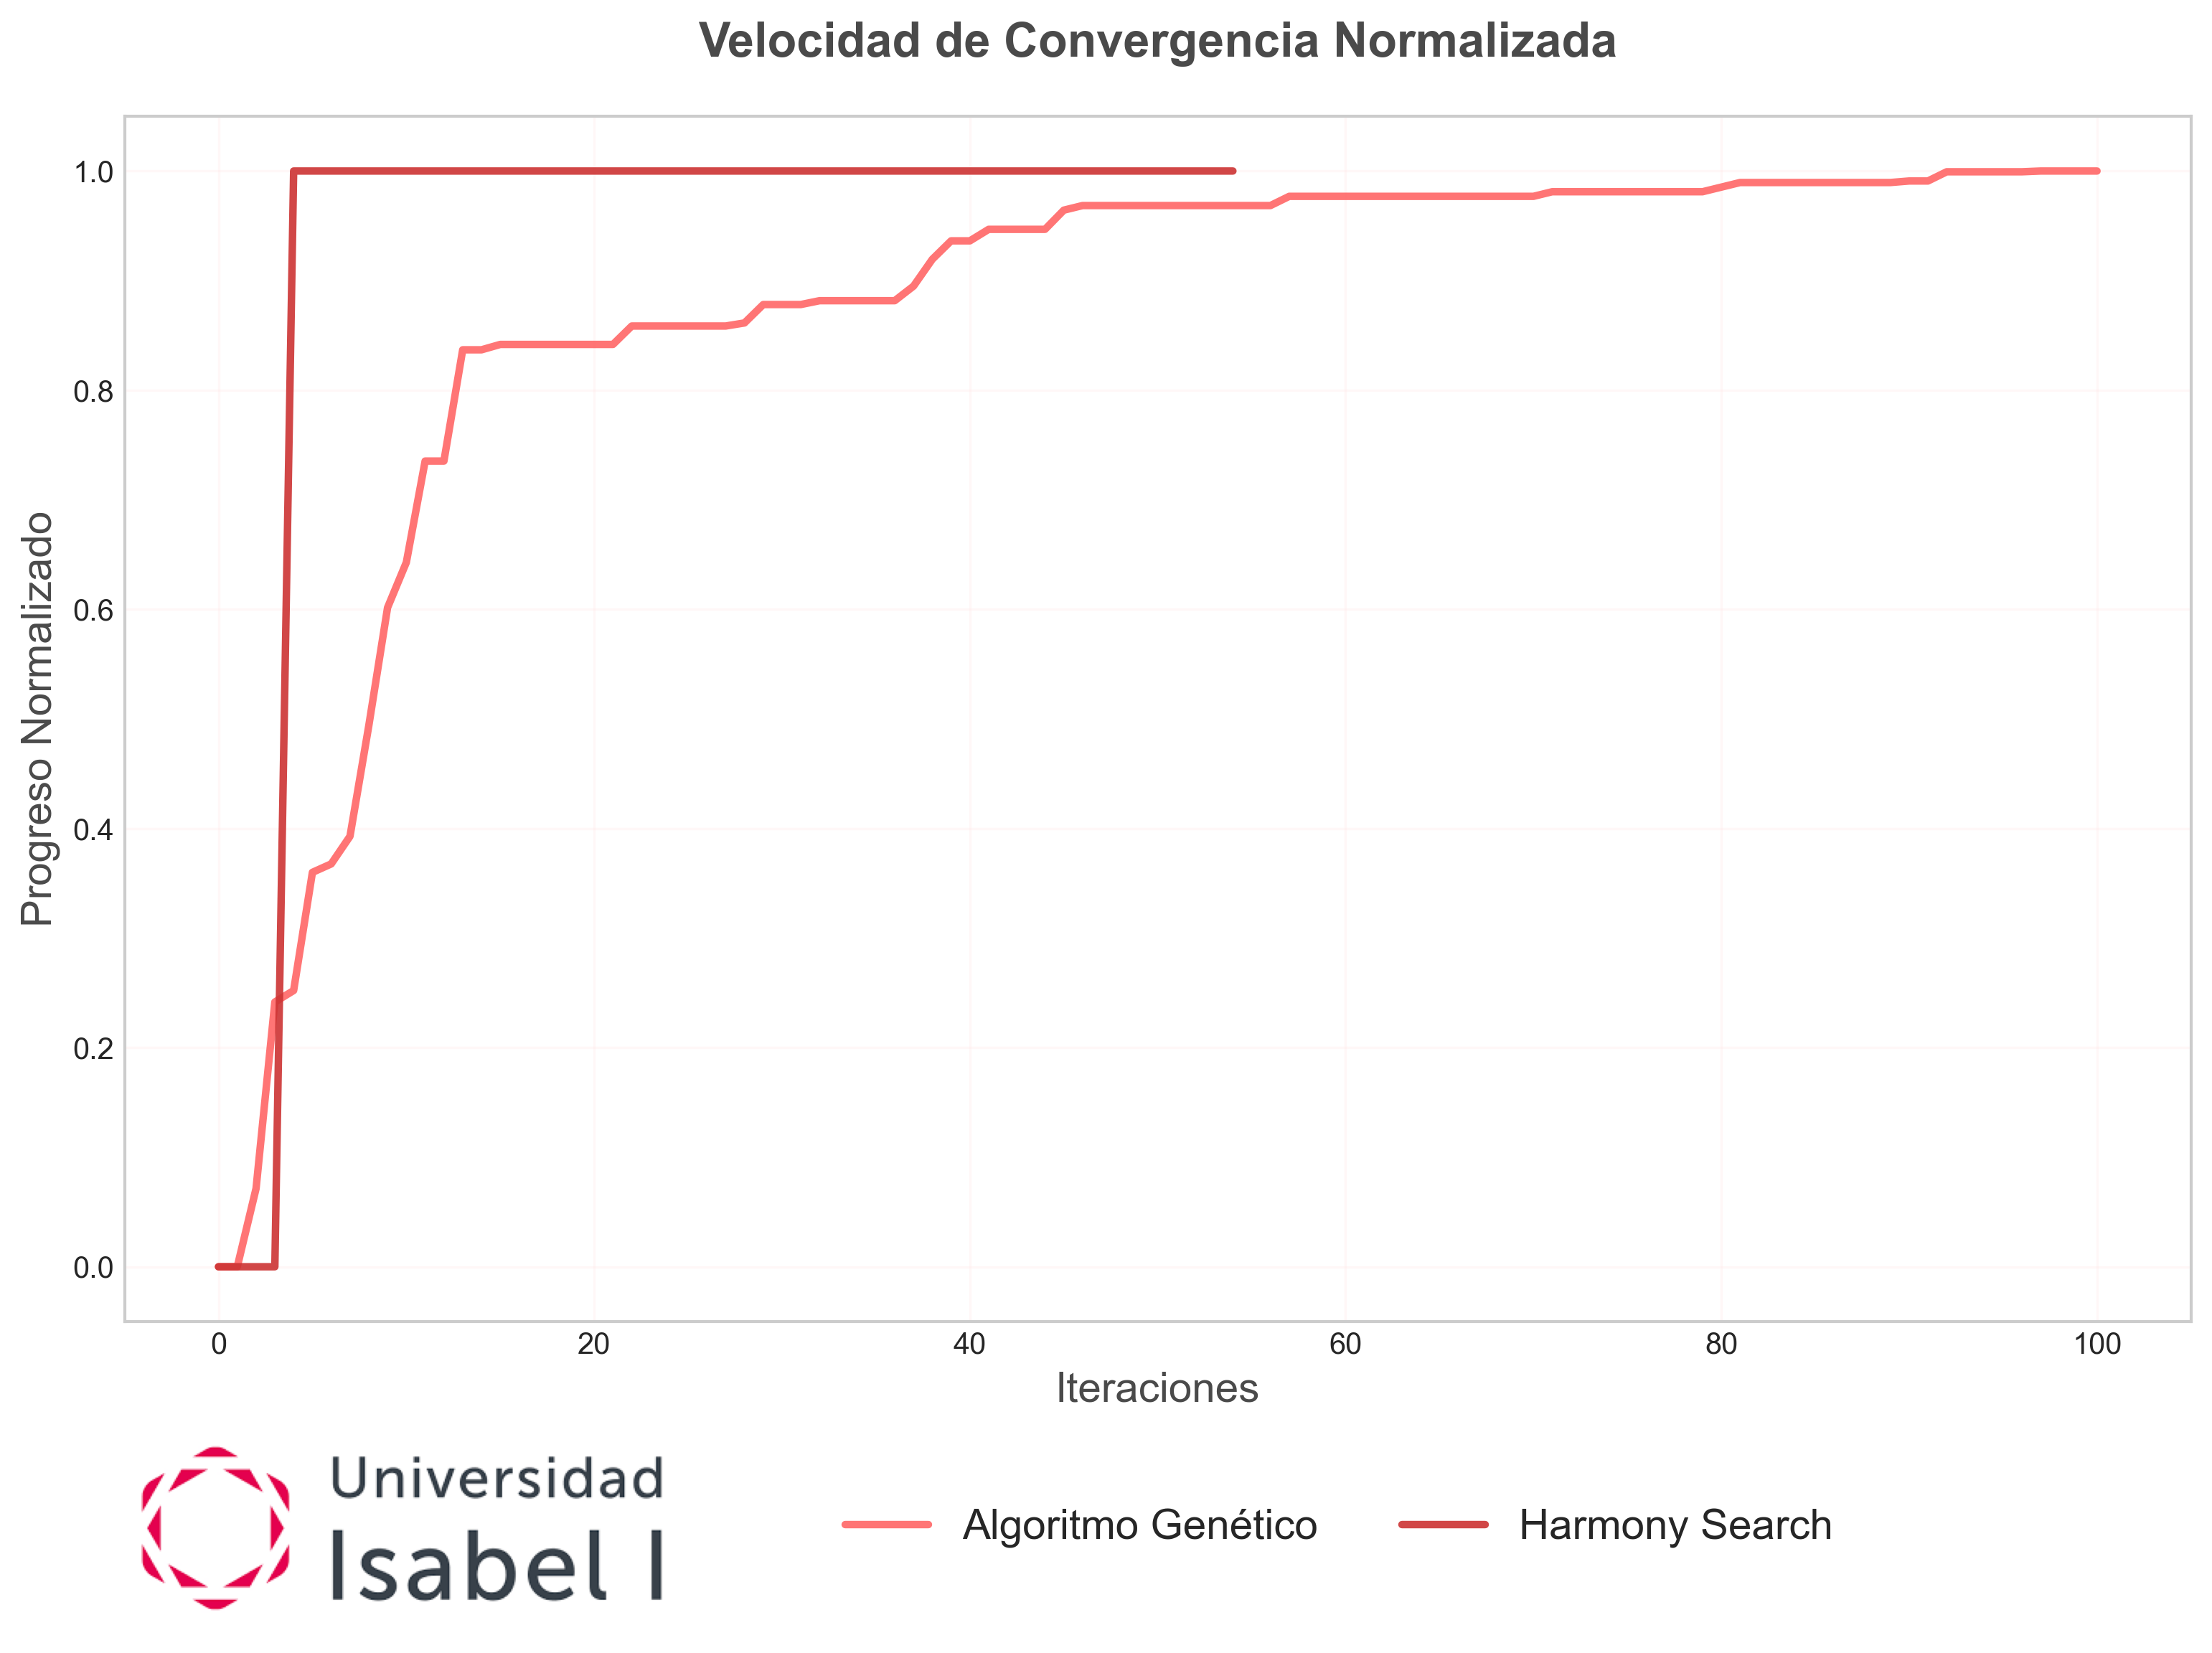 Velocidad de Convergencia Normalizada
Progreso Normalizado
1.0
0.8
0.6
0.4
0.2
0.0
0 20 40 60 80 100
Iteraciones
Universidad
Isabel I
Algoritmo Genético Harmony Search